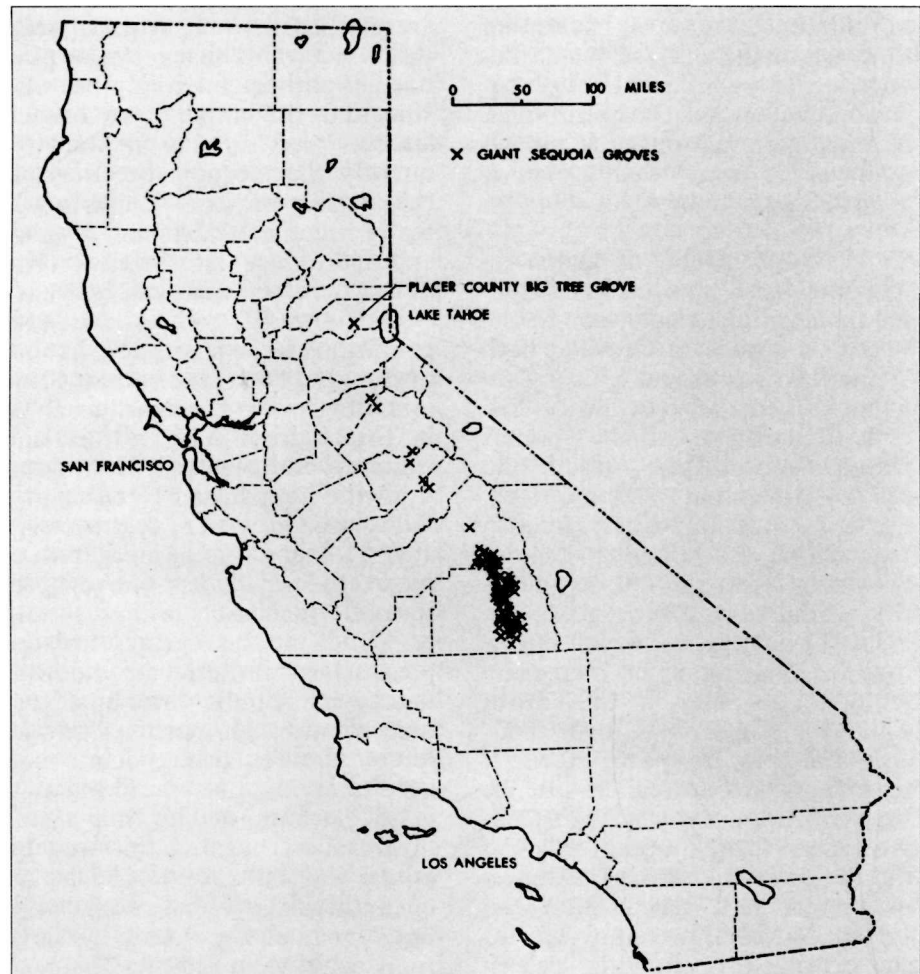 0 50 100 MILES
X GIANT SEQUOIA GROVES
PLACER COUNTY BIG TREE GROVE
LAKE TAHOE
SAN FRANCISCO
LOS ANGELES